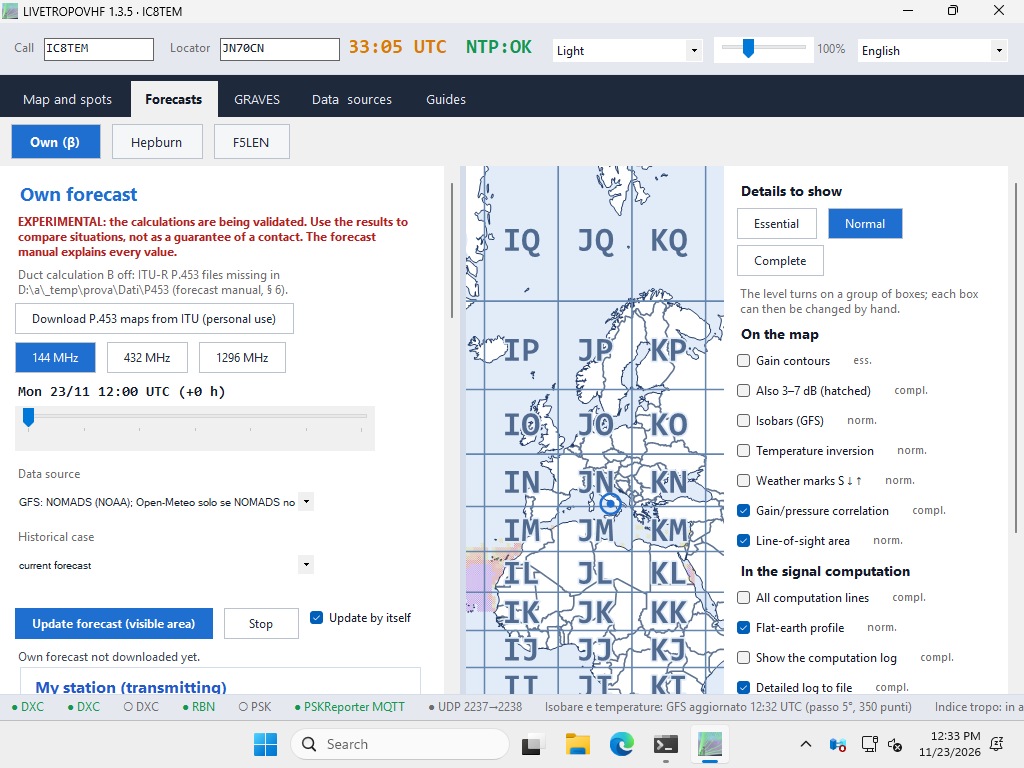 LIVETROPOVHF 1.3.5 · IC8TEM
Call IC8TEM Locator JN70CN 33:05 UTC NTP:OK Light 100% English
Map and spots Forecasts GRAVES Data sources Guides
Own (β) Hepburn F5LEN
Own forecast
EXPERIMENTAL: the calculations are being validated. Use the results to
compare situations, not as a guarantee of a contact. The forecast
manual explains every value.
Duct calculation B off: ITU-R P.453 files missing in
D:\a\_temp\prova\Dati\P453 (forecast manual, § 6).
Download P.453 maps from ITU (personal use)
144 MHz 432 MHz 1296 MHz
Mon 23/11 12:00 UTC (+0 h)
Data source
GFS: NOMADS (NOAA); Open-Meteo solo se NOMADS no
Historical case
current forecast
Update forecast (visible area) Stop Update by itself
Own forecast not downloaded yet.
My station (transmitting)
IQ JQ KQ
IP JP KP
IO JO KO
IN JN KN
IM JM KM
IL JL KL
IK JK KK
IJ JJ KJ
II JI KI
Details to show
Essential Normal
Complete
The level turns on a group of boxes; each box
can then be changed by hand.
On the map
Gain contours ess.
Also 3–7 dB (hatched) compl.
Isobars (GFS) norm.
Temperature inversion norm.
Weather marks S↓↑ norm.
Gain/pressure correlation compl.
Line-of-sight area norm.
In the signal computation
All computation lines compl.
Flat-earth profile norm.
Show the computation log compl.
Detailed log to file compl.
● DXC ● DXC ○ DXC ● RBN ○ PSK ● PSKReporter MQTT ● UDP 2237→2238 Isobare e temperature: GFS aggiornato 12:32 UTC (passo 5°, 350 punti) Indice tropo: in a
Search
12:33 PM
11/23/2026